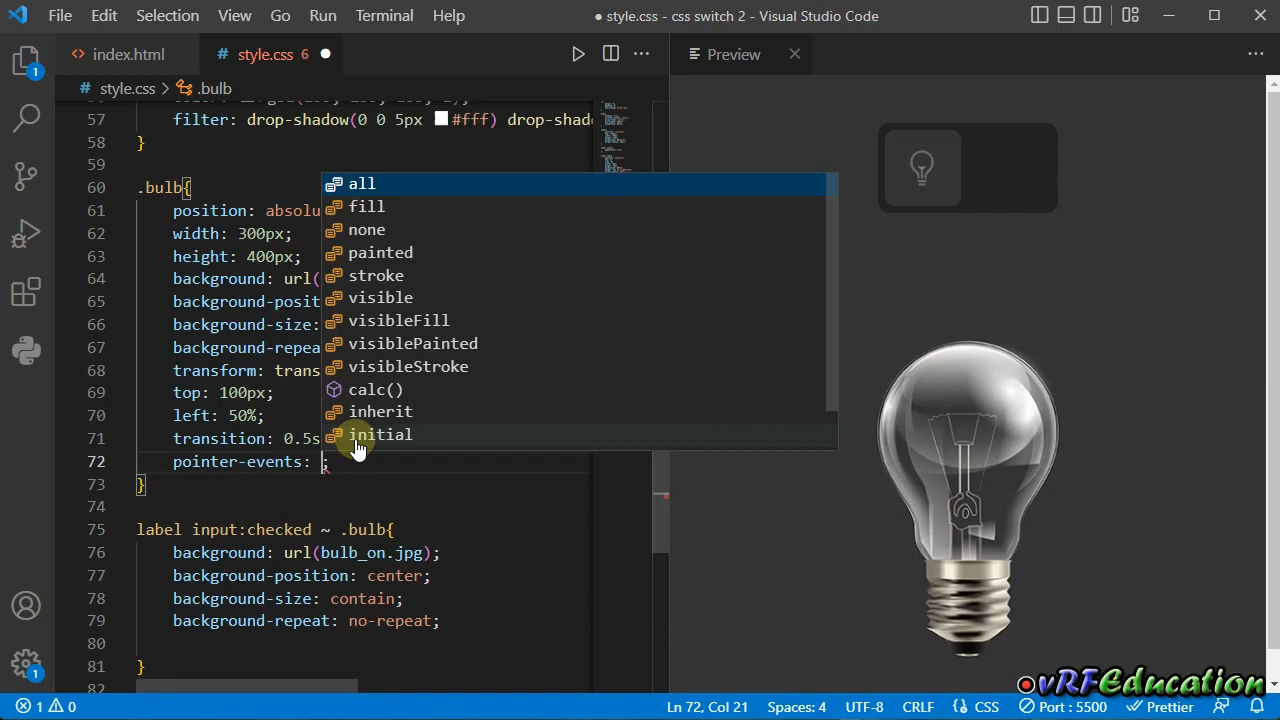 File Edit Selection View Go Run Terminal Help ● style.css - css switch 2 - Visual Studio Code
index.html # style.css 6 ●
Preview
# style.css > .bulb
57 filter: drop-shadow(0 0 5px #fff) drop-shado
58 }
59
60 .bulb{
61 position: absolu
62 width: 300px;
63 height: 400px;
64 background: url(
65 background-posit
66 background-size:
67 background-repea
68 transform: trans
69 top: 100px;
70 left: 50%;
71 transition: 0.5s
72 pointer-events: ;
73 }
74
75 label input:checked ~ .bulb{
76 background: url(bulb_on.jpg);
77 background-position: center;
78 background-size: contain;
79 background-repeat: no-repeat;
80
81 }
82
all
fill
none
painted
stroke
visible
visibleFill
visiblePainted
visibleStroke
calc()
inherit
initial
1
1
vRFEducation
1 0 Ln 72, Col 21 Spaces: 4 UTF-8 CRLF CSS Port : 5500 Prettier